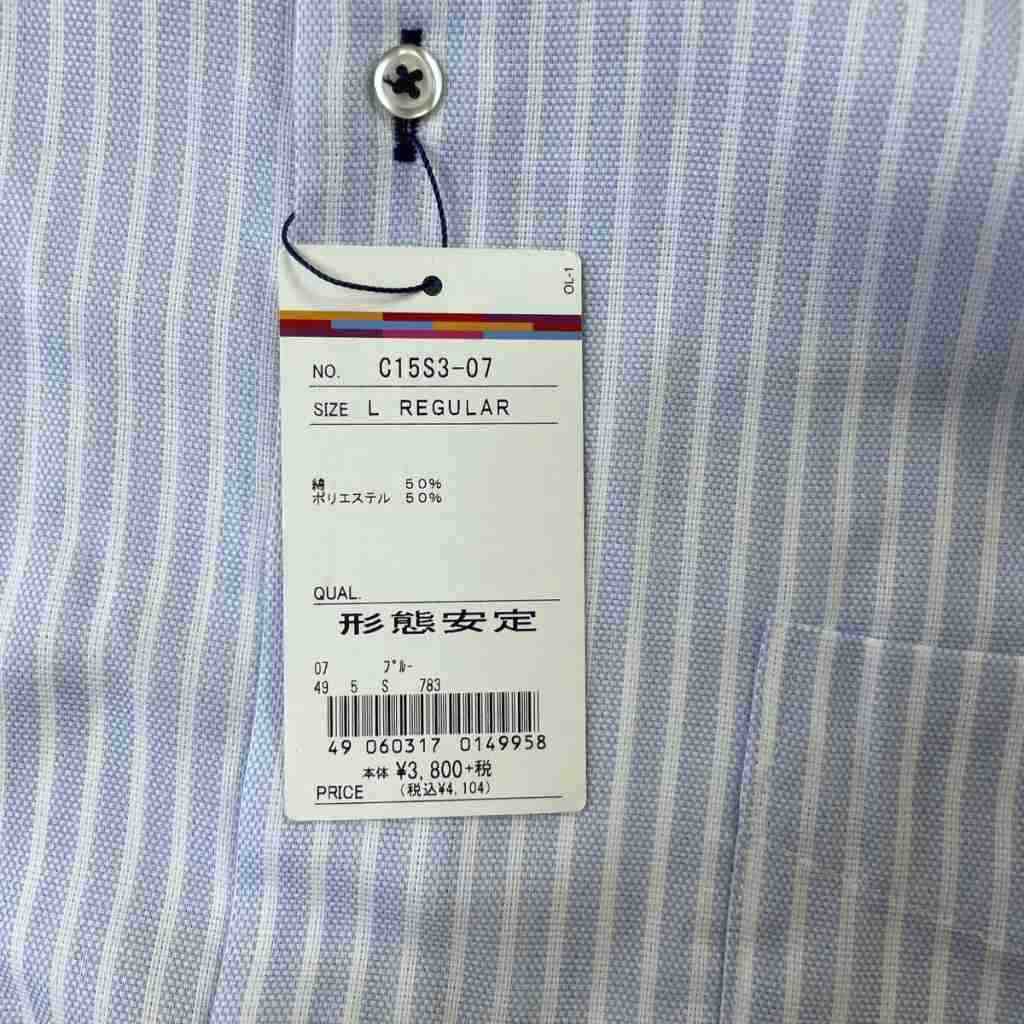 OL-1
NO. C15S3-07
SIZE L REGULAR
綿 50%
ポリエステル 50%
QUAL.
形態安定
07 ブルー
49 5 S 783
49 060317 0149958
本体 ¥3,800+税
PRICE (税込¥4,104)